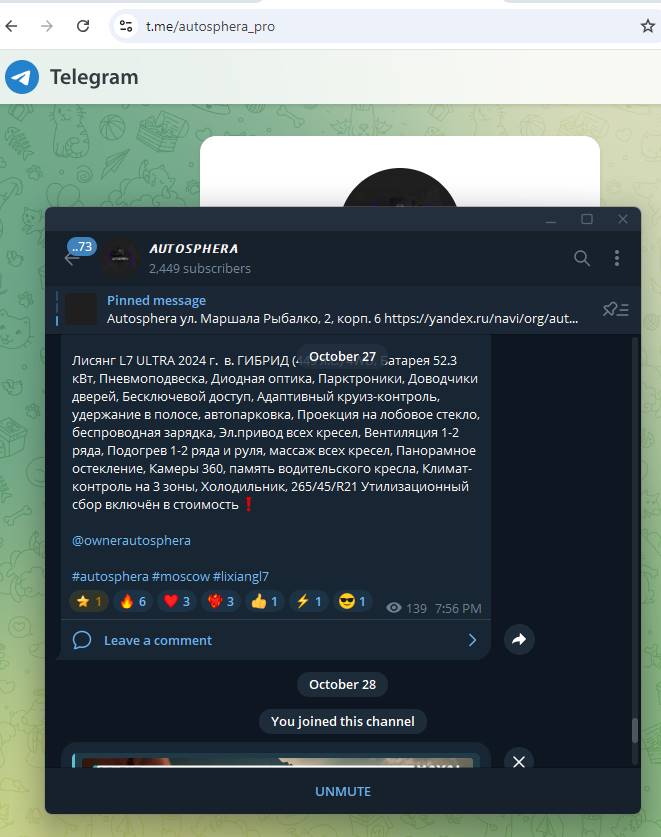 t.me/autosphera_pro
Telegram
..73
AUTOSPHERA
2,449 subscribers
Pinned message
Autosphera ул. Маршала Рыбалко, 2, корп. 6 https://yandex.ru/navi/org/aut...
October 27
Лисянг L7 ULTRA 2024 г. в. ГИБРИД Батарея 52.3
кВт, Пневмоподвеска, Диодная оптика, Парктроники, Доводчики
дверей, Бесключевой доступ, Адаптивный круиз-контроль,
удержание в полосе, автопарковка, Проекция на лобовое стекло,
беспроводная зарядка, Эл.привод всех кресел, Вентиляция 1-2
ряда, Подогрев 1-2 ряда и руля, массаж всех кресел, Панорамное
остекление, Камеры 360, память водительского кресла, Климат-
контроль на 3 зоны, Холодильник, 265/45/R21 Утилизационный
сбор включён в стоимость❗
@ownerautosphera
#autosphera #moscow #lixiangl7
1 6 3 3 1 1 1 139 7:56 PM
Leave a comment
October 28
You joined this channel
UNMUTE